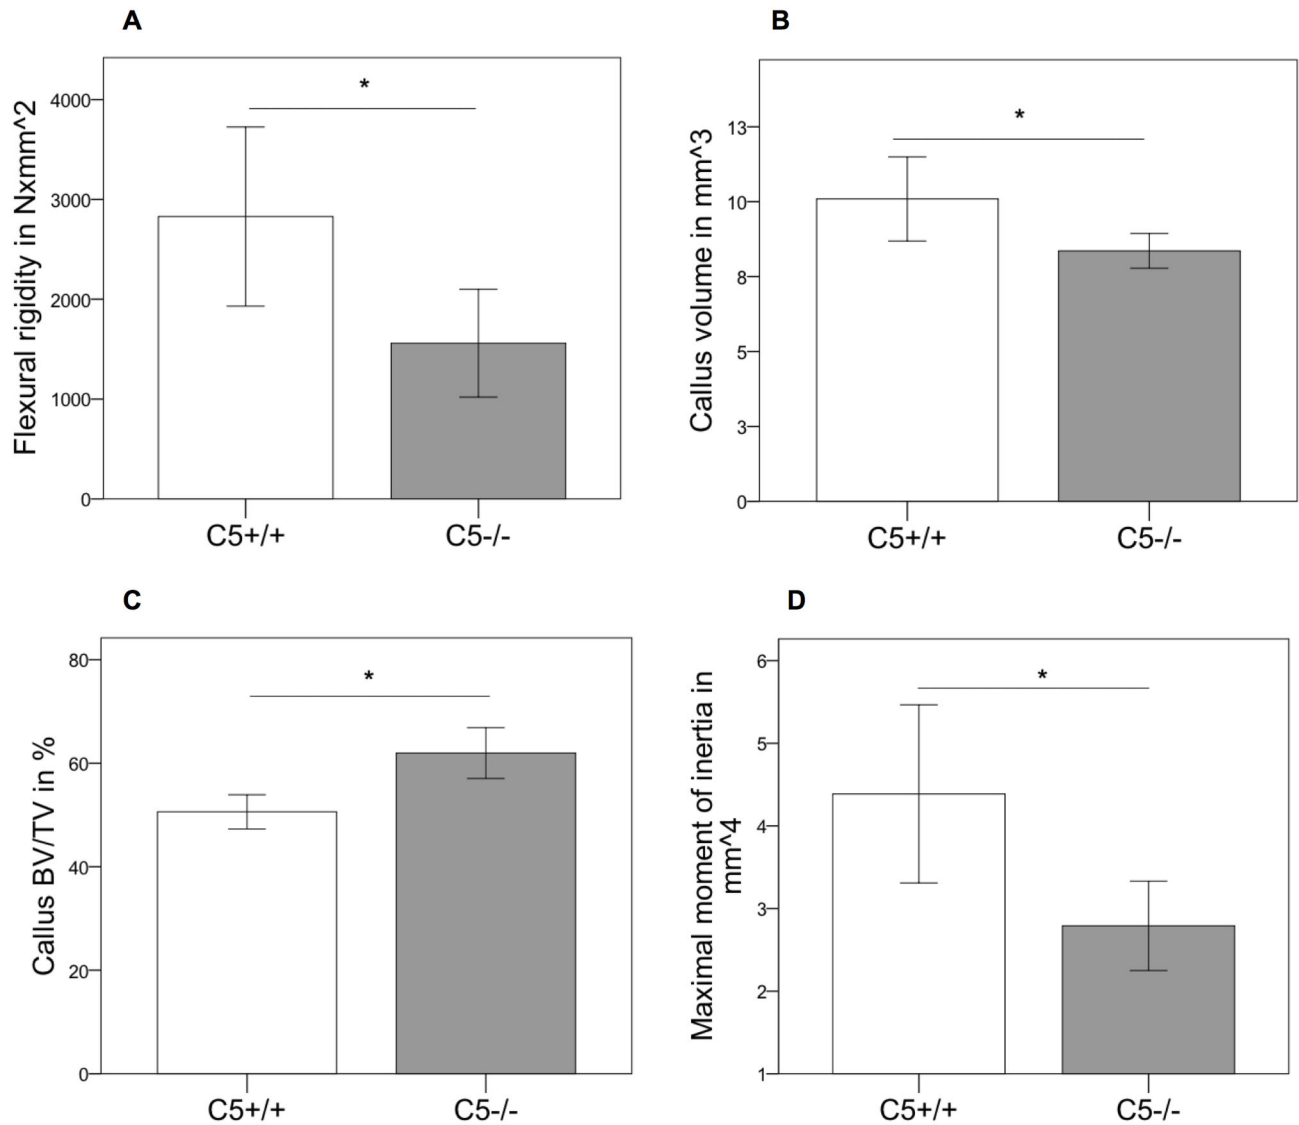 A
Flexural rigidity in Nxmm^2
4000
3000
2000
1000
0
*
C5+/+
C5-/-
B
Callus volume in mm^3
13
10
8
5
3
0
*
C5+/+
C5-/-
C
Callus BV/TV in %
80
60
40
20
0
*
C5+/+
C5-/-
D
Maximal moment of inertia in
mm^4
6
5
4
3
2
1
*
C5+/+
C5-/-